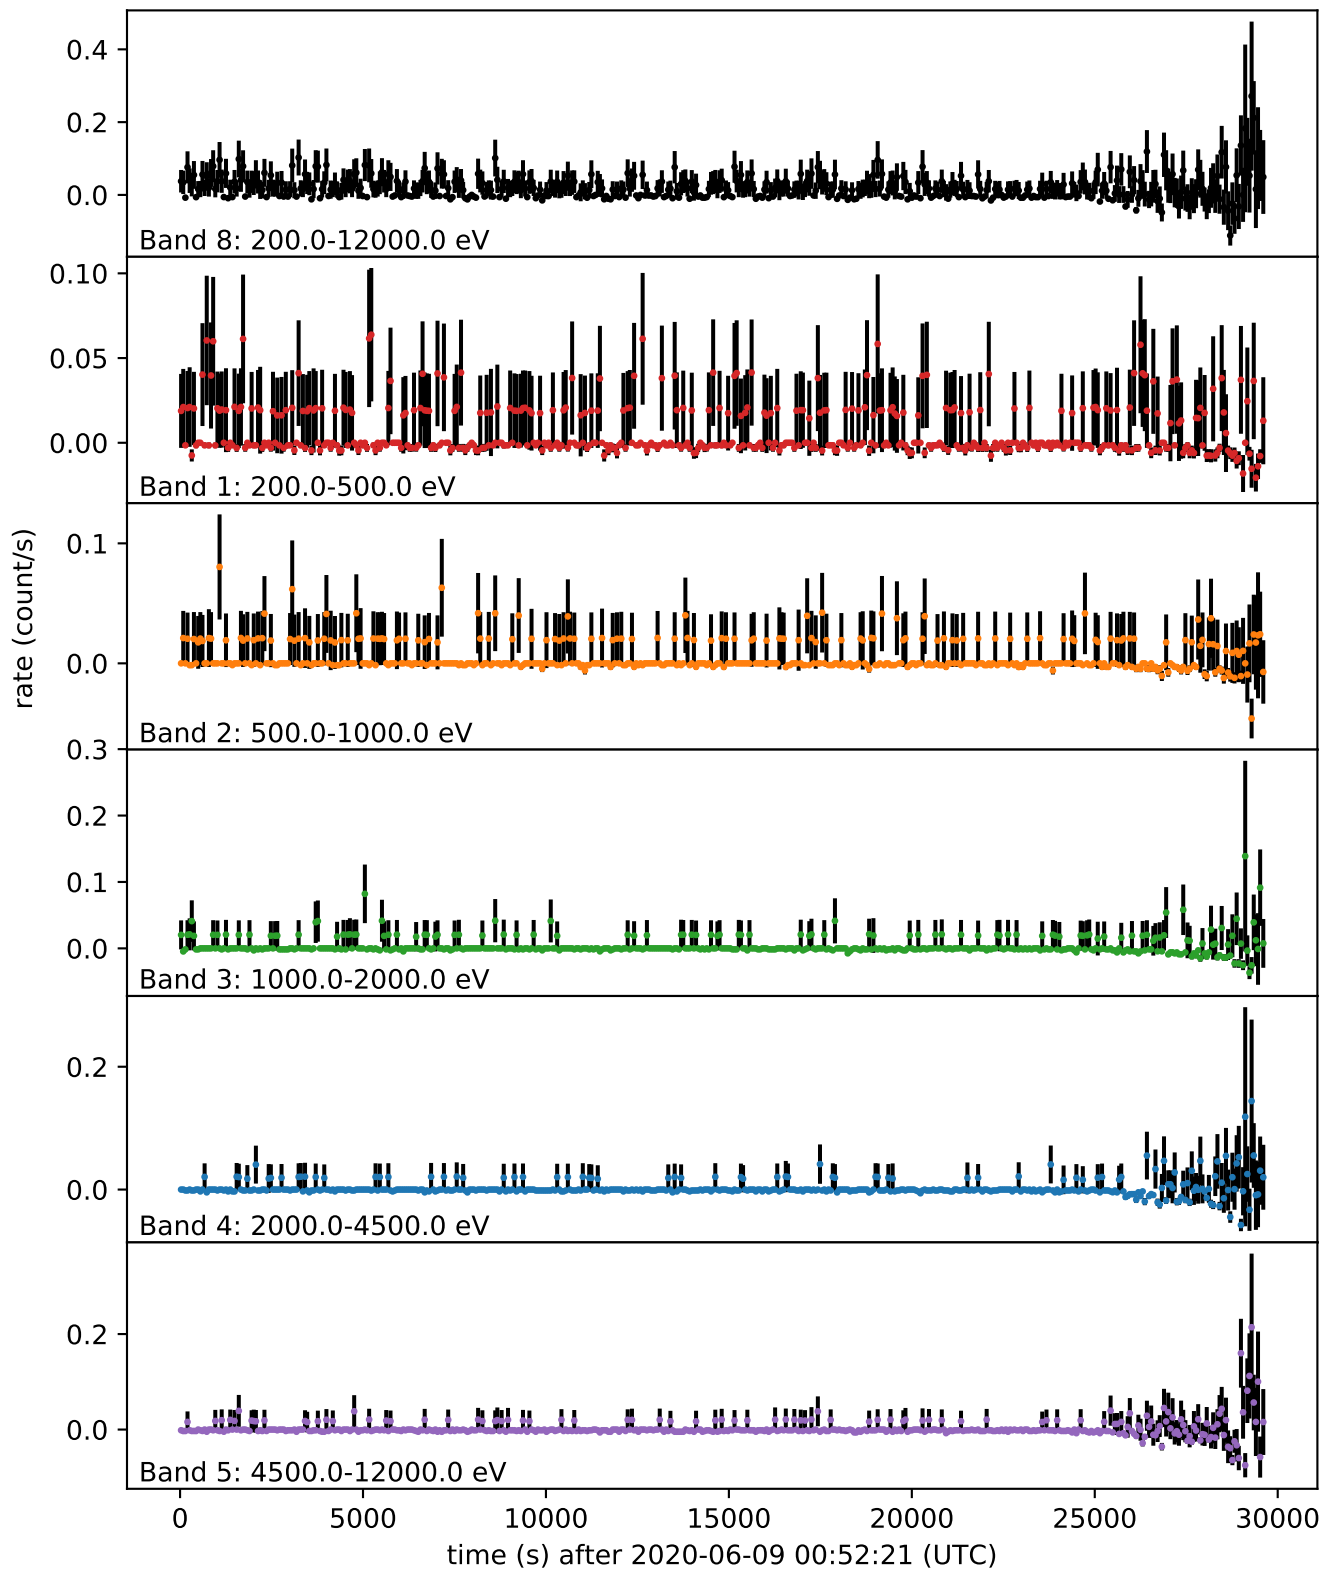 0.4
0.2
0.0
Band 8: 200.0-12000.0 eV
0.10
0.05
0.00
Band 1: 200.0-500.0 eV
0.1
0.0
Band 2: 500.0-1000.0 eV
rate (count/s)
0.3
0.2
0.1
0.0
Band 3: 1000.0-2000.0 eV
0.2
0.0
Band 4: 2000.0-4500.0 eV
0.2
0.0
Band 5: 4500.0-12000.0 eV
0 5000 10000 15000 20000 25000 30000
time (s) after 2020-06-09 00:52:21 (UTC)